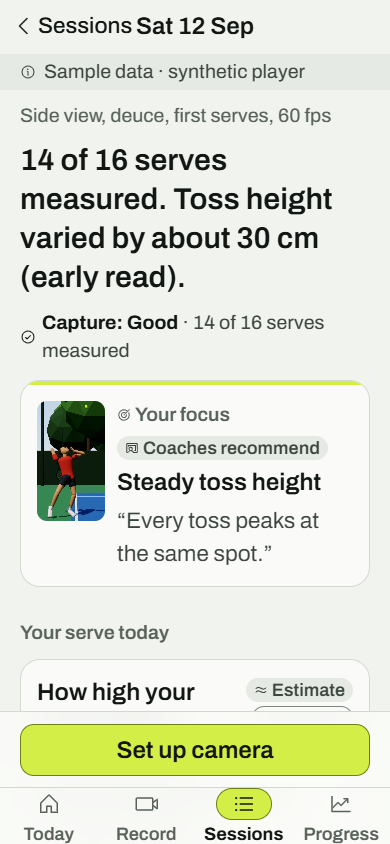 Sessions Sat 12 Sep
Sample data · synthetic player
Side view, deuce, first serves, 60 fps
14 of 16 serves
measured. Toss height
varied by about 30 cm
(early read).
Capture: Good · 14 of 16 serves
measured
Your focus
Coaches recommend
Steady toss height
“Every toss peaks at
the same spot.”
Your serve today
How high your
≈ Estimate
Set up camera
Today Record Sessions Progress